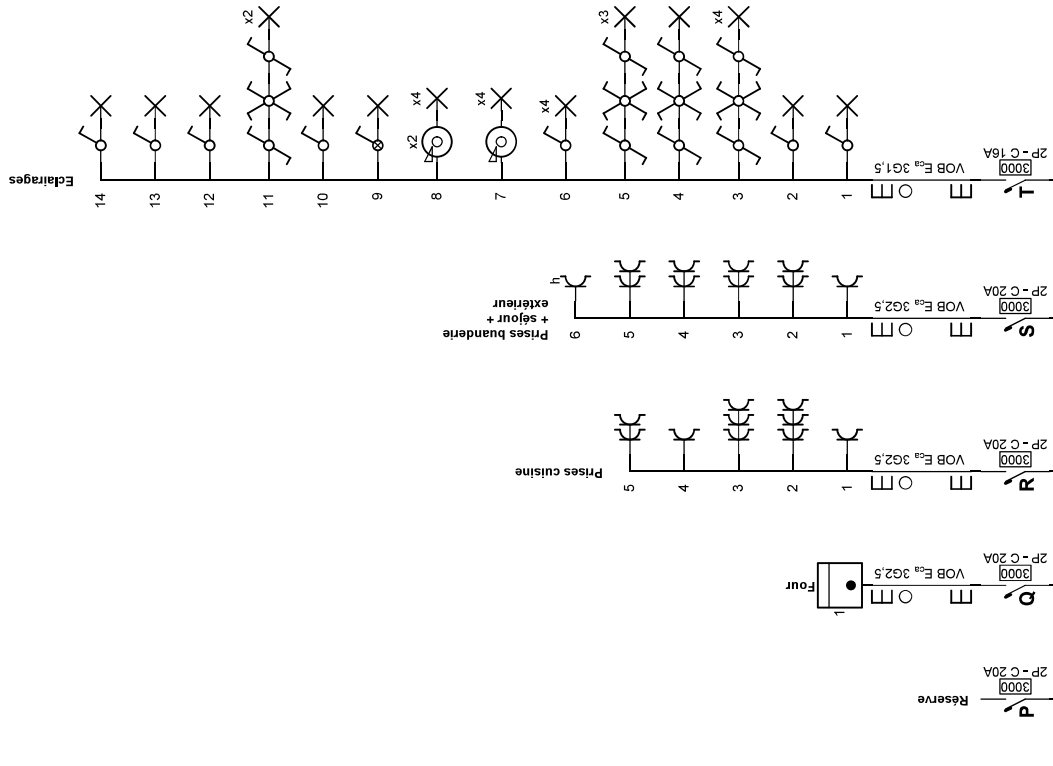 x2
x3
x4
x4
x4
x4
x2
Eclairages
14
13
12
11
10
9
8
7
6
5
4
3
2
1
VOB Eca 3G1,5
T
3000
2P - C 16A
h
Prises buanderie
+ séjour +
extérieur
6
5
4
3
2
1
VOB Eca 3G2,5
S
3000
2P - C 20A
Prises cuisine
5
4
3
2
1
VOB Eca 3G2,5
R
3000
2P - C 20A
Four
1
VOB Eca 3G2,5
Q
3000
2P - C 20A
Réserve
P
3000
2P - C 20A